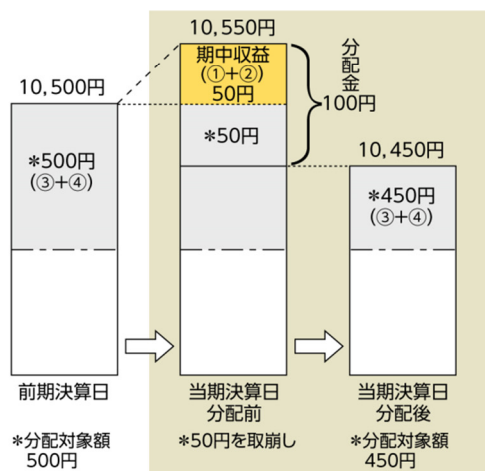 10,550円
期中収益
(①+②)
50円
分配金
100円
10,500円
*50円
*500円
(③+④)
10,450円
*450円
(③+④)
前期決算日
当期決算日
分配前
当期決算日
分配後
*分配対象額
500円
*50円を取崩し
*分配対象額
450円